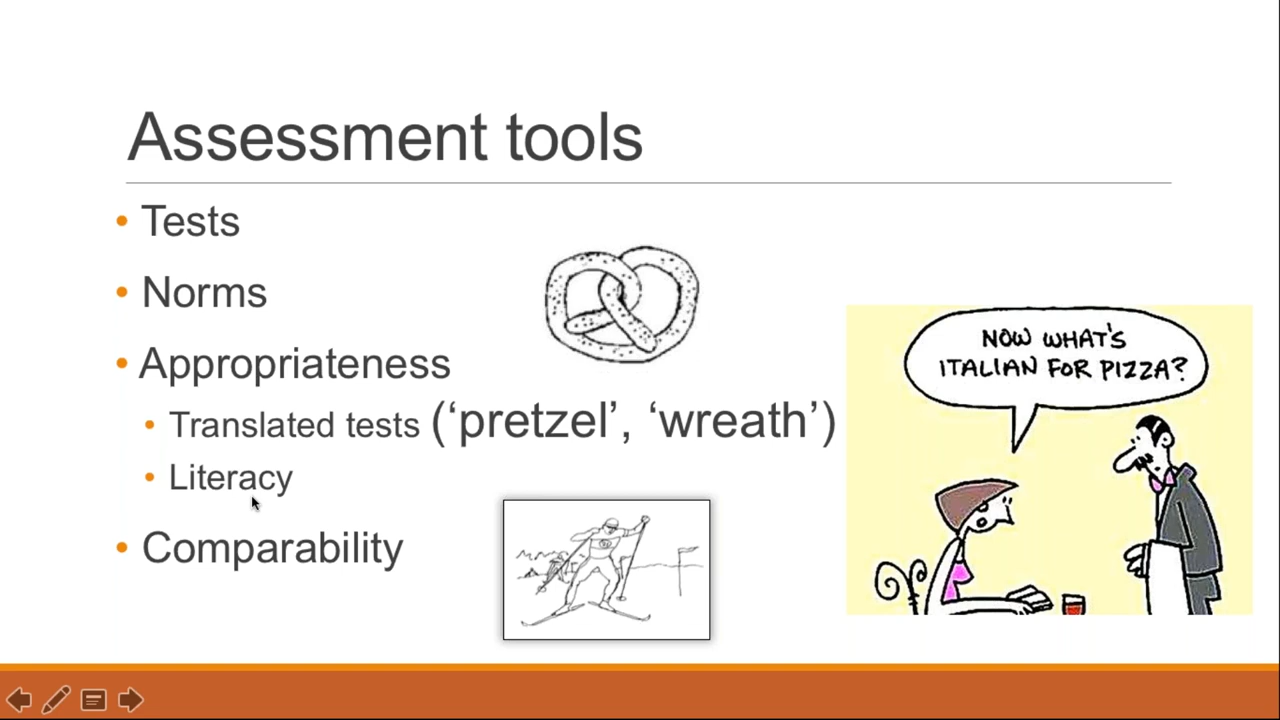 Assessment tools
• Tests
• Norms
• Appropriateness
• Translated tests (‘pretzel’, ‘wreath’)
• Literacy
• Comparability
NOW WHAT'S
ITALIAN FOR PIZZA?